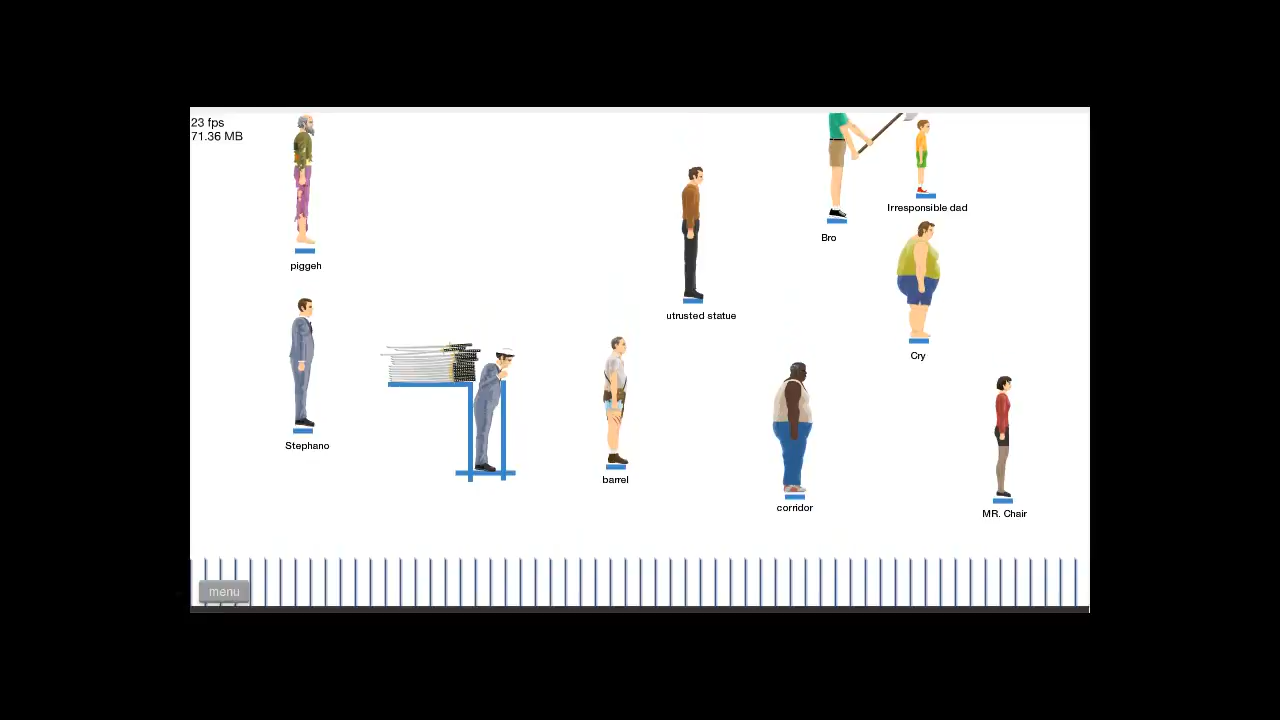 23 fps
71.36 MB
Irresponsible dad
Bro
piggeh
utrusted statue
Cry
Stephano
barrel
corridor
MR. Chair
menu